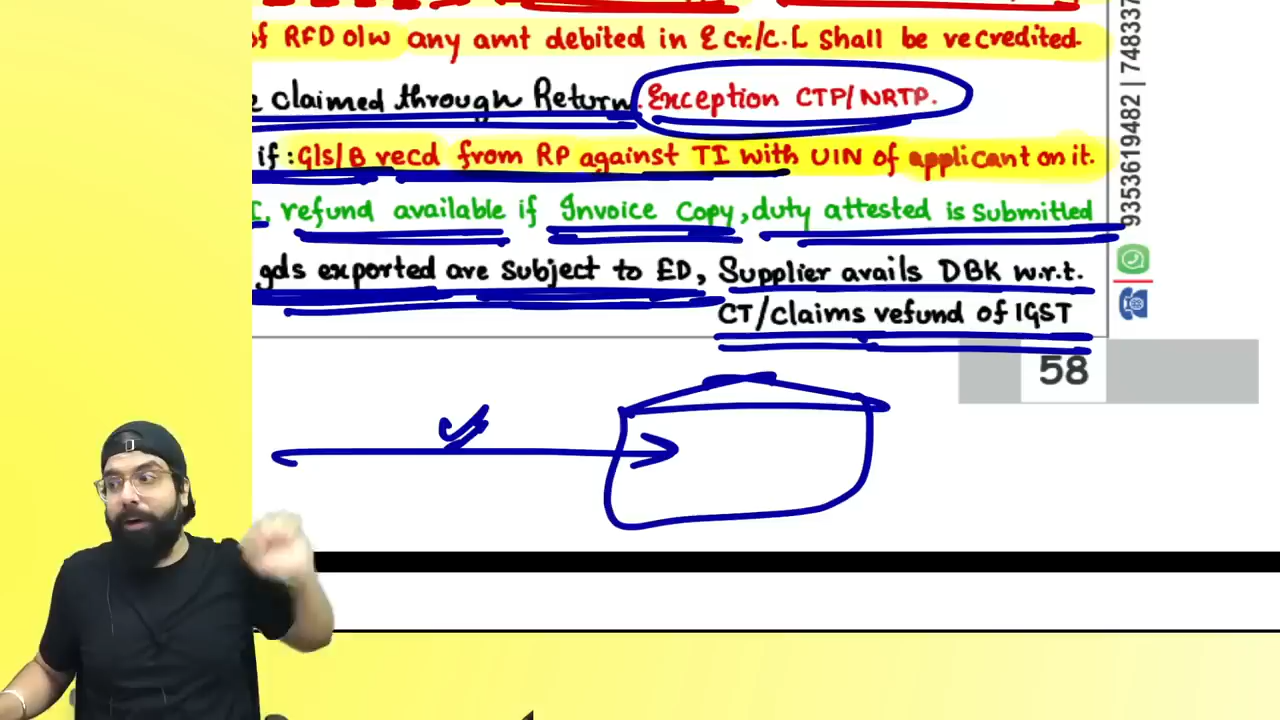 of RFD o/w any amt debited in E Cr./C.L Shall be recredited.
e claimed through Return. Exception CTP/NRTP.
if : G/s/B recd from RP against TI with UIN of applicant on it.
refund available if Invoice Copy, duty attested is Submitted
gds exported are subject to ED, Supplier avails DBK w.r.t.
CT/claims refund of IGST
58
9353619482 | 748337